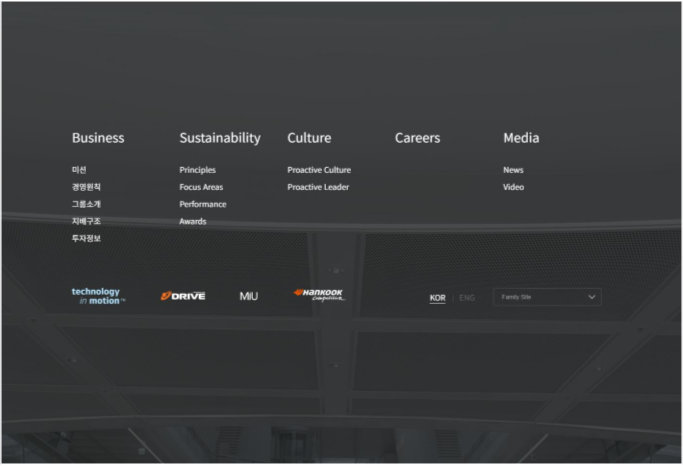 Business
미션
경영원칙
그룹소개
지배구조
투자정보
Sustainability
Principles
Focus Areas
Performance
Awards
Culture
Proactive Culture
Proactive Leader
Careers
Media
News
Video
technology
in motion
DRIVE
MiU
HANKOOK
Competition
KOR | ENG
Family Site